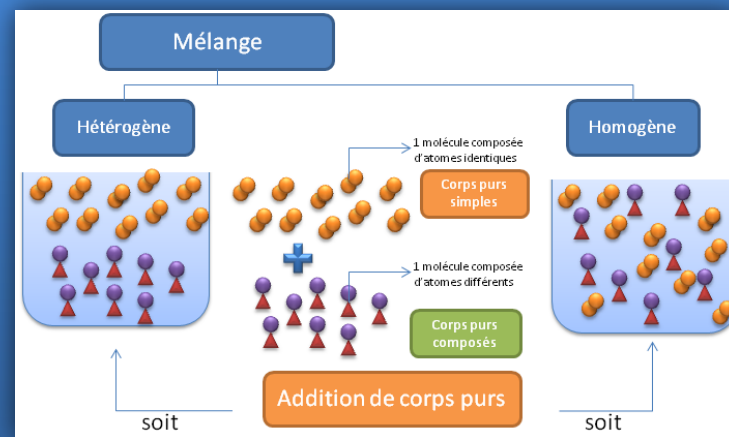 Mélange
Hétérogène
Homogène
1 molécule composée
d'atomes identiques
Corps purs
simples
1 molécule composée
d'atomes différents
Corps purs
composés
Addition de corps purs
soit
soit